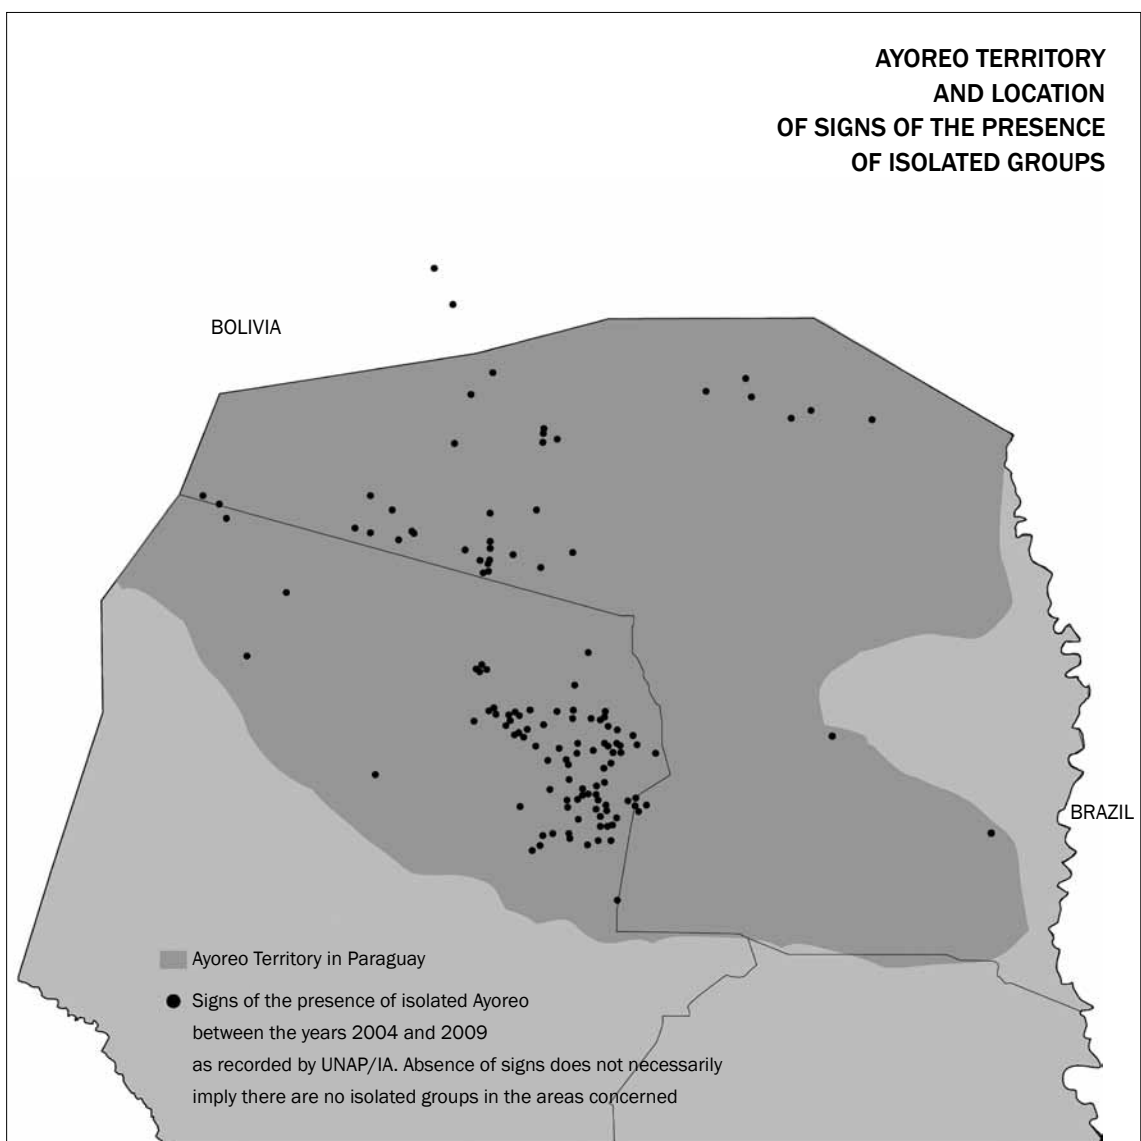 AYOREO TERRITORY
AND LOCATION
OF SIGNS OF THE PRESENCE
OF ISOLATED GROUPS
BOLIVIA
BRAZIL
Ayoreo Territory in Paraguay
Signs of the presence of isolated Ayoreo
between the years 2004 and 2009
as recorded by UNAP/IA. Absence of signs does not necessarily
imply there are no isolated groups in the areas concerned